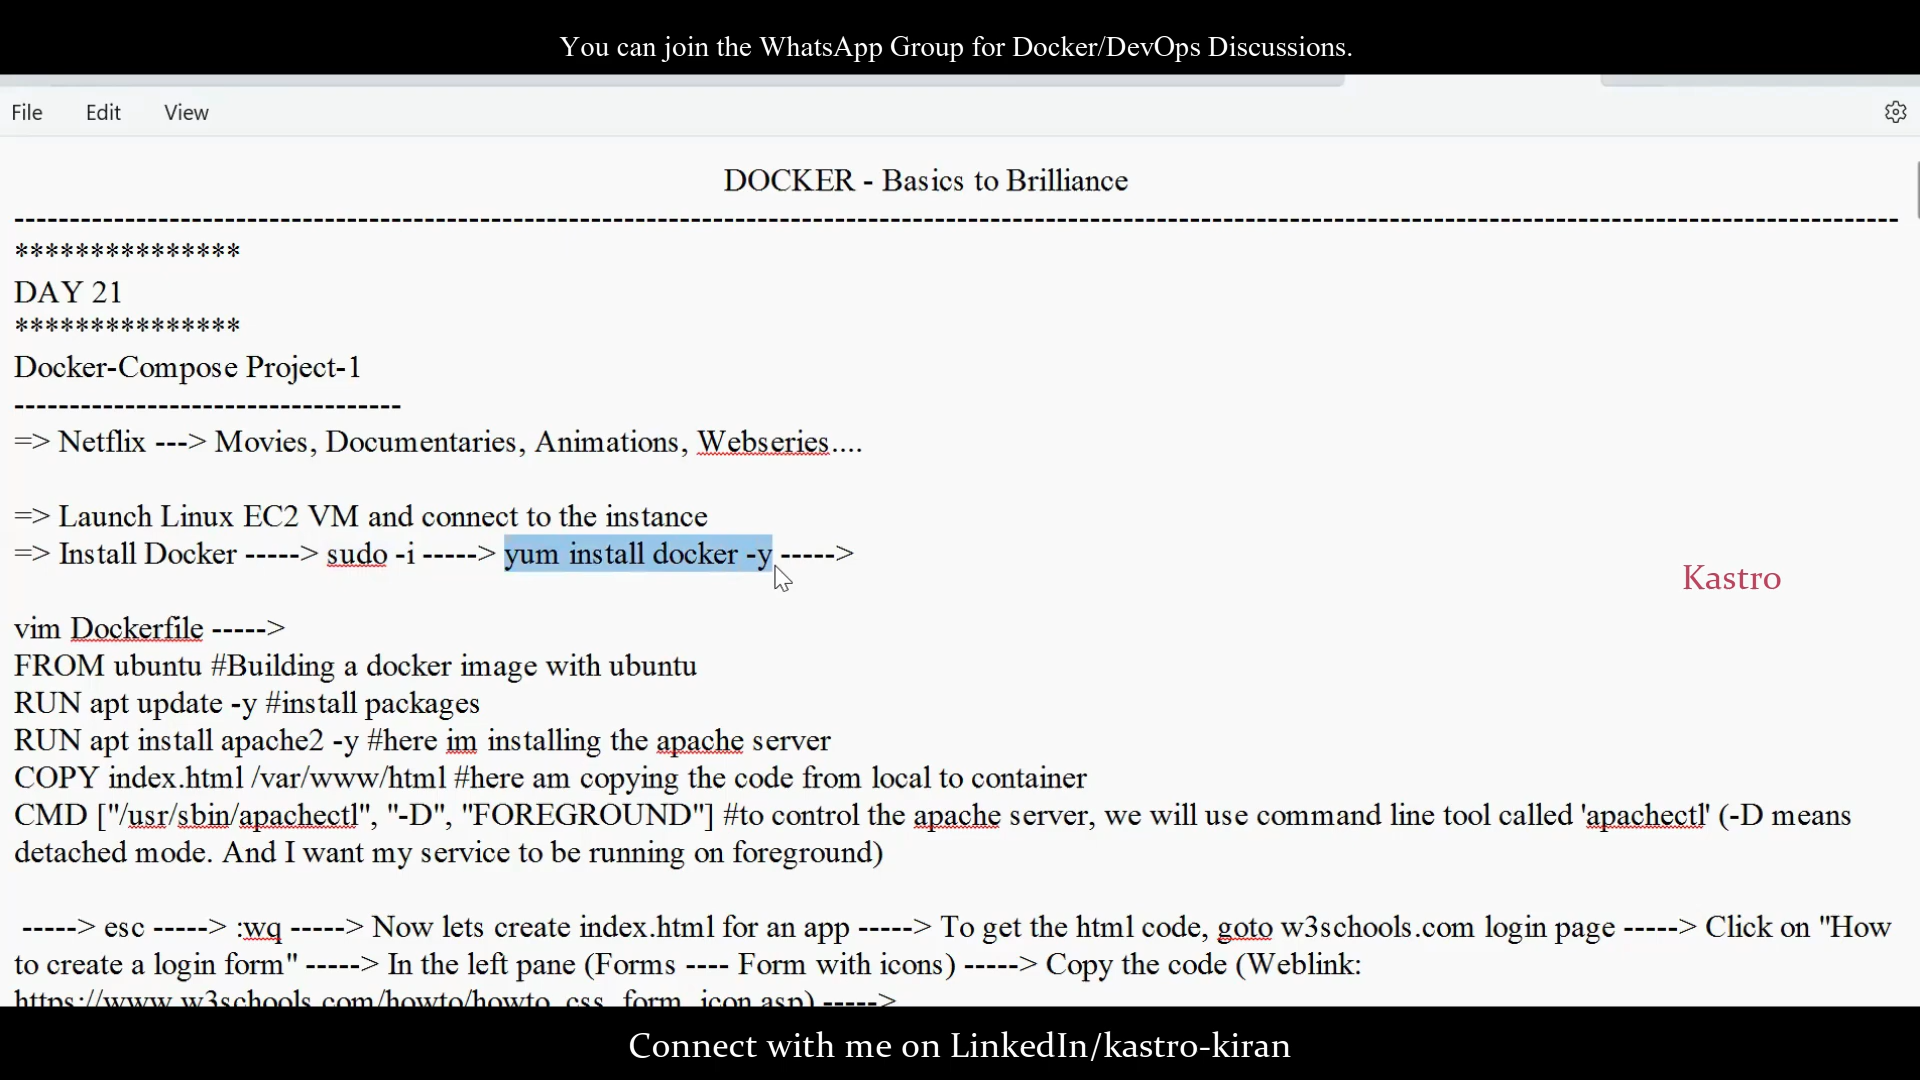 You can join the WhatsApp Group for Docker/DevOps Discussions.
File Edit View
DOCKER - Basics to Brilliance
--------------------------------------------------------------------------------------------------------------------------------------------------------------------------
***************
DAY 21
***************
Docker-Compose Project-1
-----------------------------------
=> Netflix ---> Movies, Documentaries, Animations, Webseries....
=> Launch Linux EC2 VM and connect to the instance
=> Install Docker -----> sudo -i -----> yum install docker -y ----->
Kastro
vim Dockerfile ----->
FROM ubuntu #Building a docker image with ubuntu
RUN apt update -y #install packages
RUN apt install apache2 -y #here im installing the apache server
COPY index.html /var/www/html #here am copying the code from local to container
CMD ["/usr/sbin/apachectl", "-D", "FOREGROUND"] #to control the apache server, we will use command line tool called 'apachectl' (-D means
detached mode. And I want my service to be running on foreground)
-----> esc -----> :wq -----> Now lets create index.html for an app -----> To get the html code, goto w3schools.com login page -----> Click on "How
to create a login form" -----> In the left pane (Forms ---- Form with icons) -----> Copy the code (Weblink:
https://www.w3schools.com/howto/howto_css_form_icon.asp) ----->
Connect with me on LinkedIn/kastro-kiran